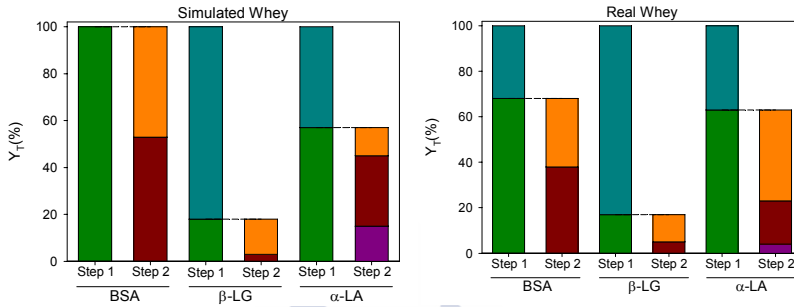 Simulated Whey
100
80
60
40
20
0
Y_T(%)
Step 1 Step 2 Step 1 Step 2 Step 1 Step 2
BSA β-LG α-LA
Real Whey
100
80
60
40
20
0
Y_T(%)
Step 1 Step 2 Step 1 Step 2 Step 1 Step 2
BSA β-LG α-LA